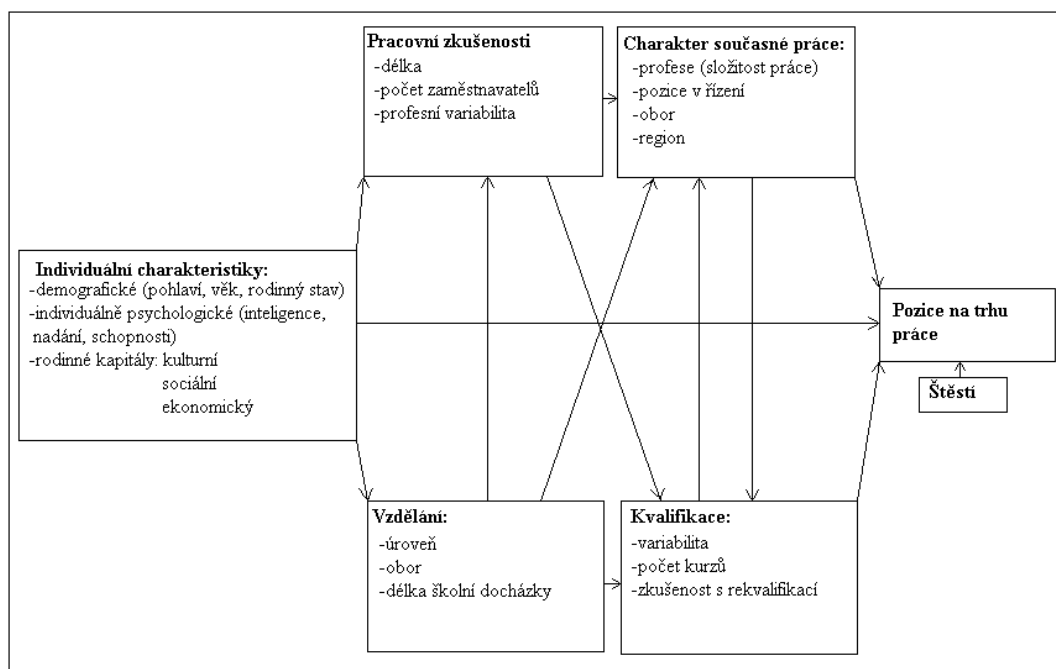 Pracovní zkušenosti
-délka
-počet zaměstnavatelů
-profesní variabilita
Charakter současné práce:
-profese (složitost práce)
-pozice v řízení
-obor
-region
Individuální charakteristiky:
-demografické (pohlaví, věk, rodinný stav)
-individuálně psychologické (inteligence,
nadání, schopnosti)
-rodinné kapitály: kulturní
sociální
ekonomický
Pozice na trhu
práce
Štěstí
Vzdělání:
-úroveň
-obor
-délka školní docházky
Kvalifikace:
-variabilita
-počet kurzů
-zkušenost s rekvalifikací